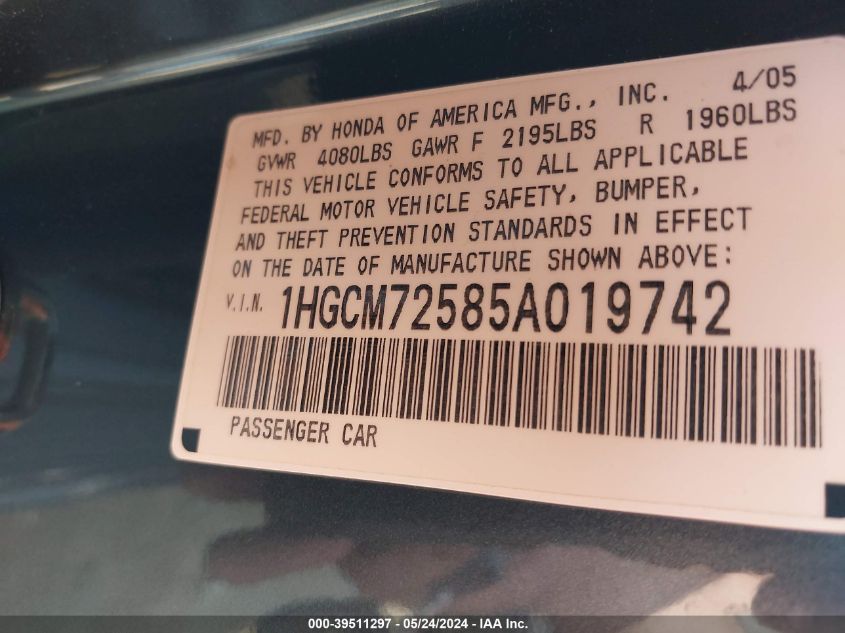 4/05
MFD. BY HONDA OF AMERICA MFG., INC.
GVWR 4080LBS GAWR F 2195LBS R 1960LBS
THIS VEHICLE CONFORMS TO ALL APPLICABLE
FEDERAL MOTOR VEHICLE SAFETY, BUMPER,
AND THEFT PREVENTION STANDARDS IN EFFECT
ON THE DATE OF MANUFACTURE SHOWN ABOVE:
V.I.N. 1HGCM72585A019742
PASSENGER CAR
000-39511297 - 05/24/2024 - IAA Inc.